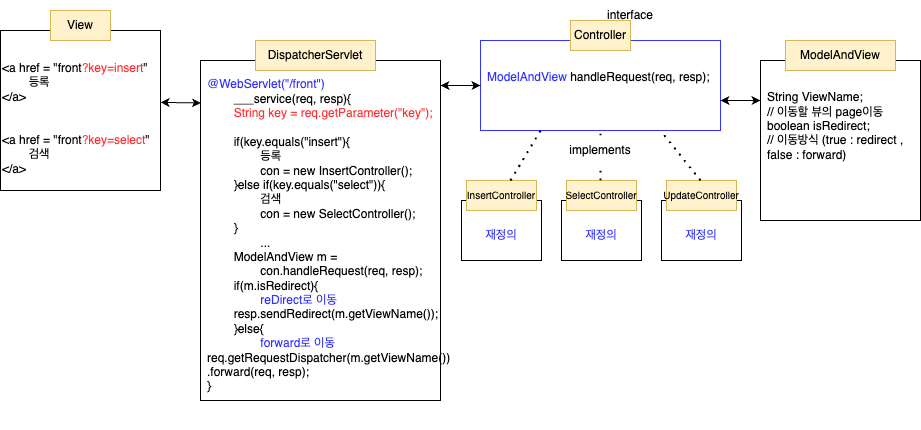 View
<a href = "front?key=insert"
등록
</a>
<a href = "front?key=select"
검색
</a>
DispatcherServlet
@WebServlet("/front")
___service(req, resp){
String key = req.getParameter("key");
if(key.equals("insert"){
등록
con = new InsertController();
}else if(key.equals("select")){
검색
con = new SelectController();
}
...
ModelAndView m =
con.handleRequest(req, resp);
if(m.isRedirect){
reDirect로 이동
resp.sendRedirect(m.getViewName());
}else{
forward로 이동
req.getRequestDispatcher(m.getViewName())
.forward(req, resp);
}
interface
Controller
ModelAndView handleRequest(req, resp);
implements
InsertController
재정의
SelectController
재정의
UpdateController
재정의
ModelAndView
String ViewName;
// 이동할 뷰의 page이동
boolean isRedirect;
// 이동방식 (true : redirect ,
false : forward)